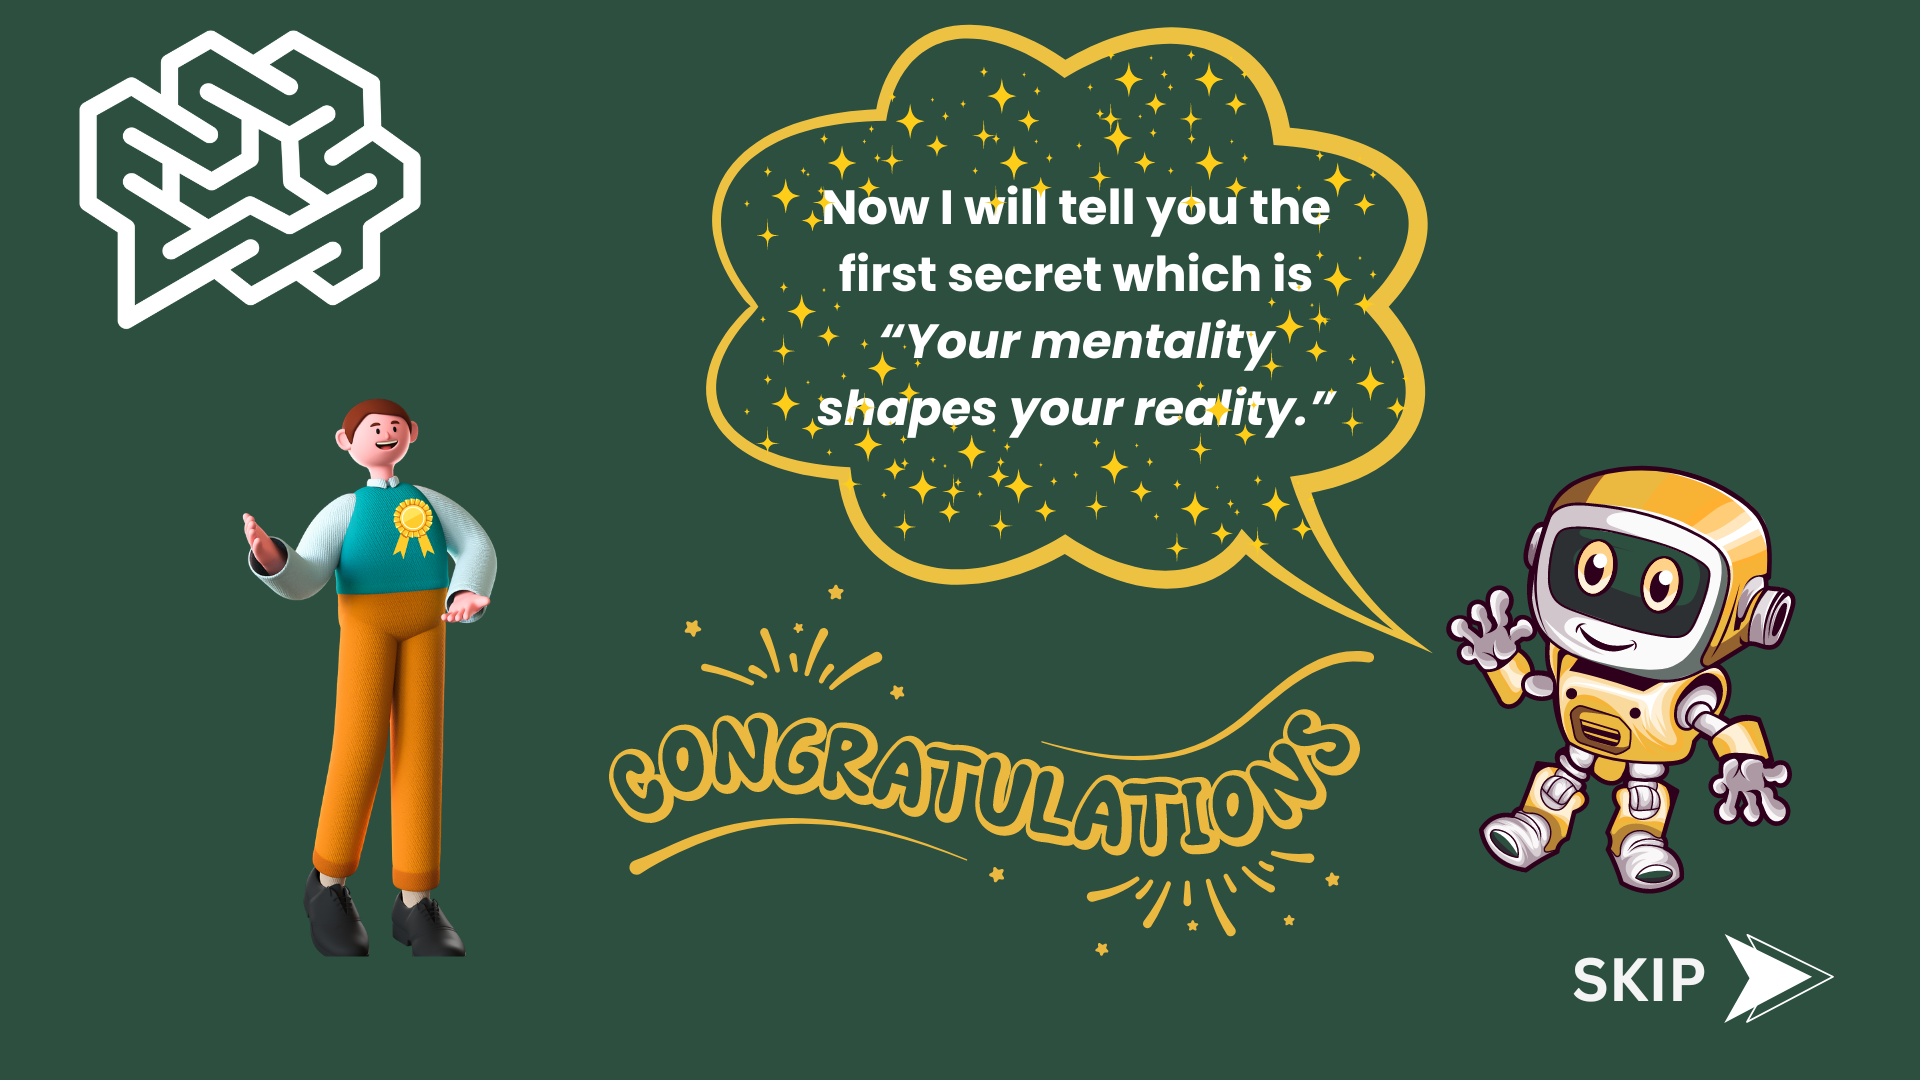 Now I will tell you the
first secret which is
“Your mentality
shapes your reality.”
CONGRATULATIONS
SKIP